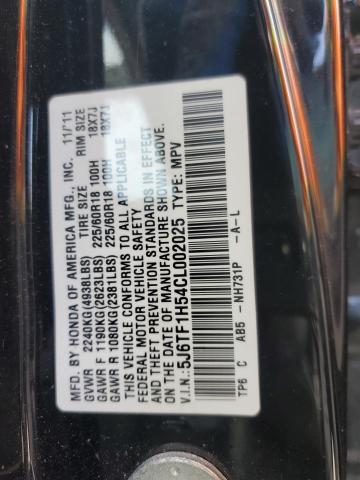 MFD. BY HONDA OF AMERICA MFG., INC. 11/'11
TIRE SIZE RIM SIZE
GVWR 2240KG(4938LBS)
GAWR F 1190KG(2623LBS) 225/60R18 100H 18X7J
GAWR R 1080KG(2381LBS) 225/60R18 100H 18X7J
THIS VEHICLE CONFORMS TO ALL APPLICABLE
FEDERAL MOTOR VEHICLE SAFETY, BUMPER,
AND THEFT PREVENTION STANDARDS IN EFFECT
ON THE DATE OF MANUFACTURE SHOWN ABOVE.
V.I.N.: 5J6TF1H54CL002025 TYPE: MPV
TP6 C AB5 -NH731P -A-L